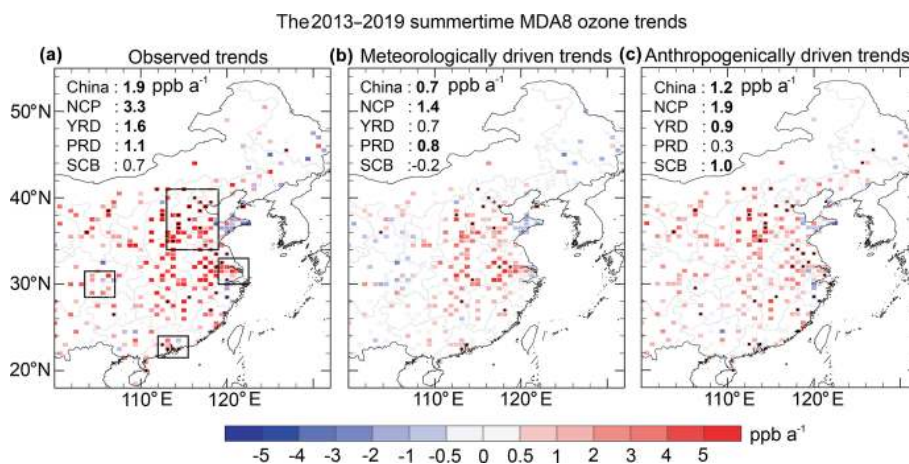 The 2013–2019 summertime MDA8 ozone trends
(a) Observed trends
China : 1.9 ppb a⁻¹
NCP : 3.3
YRD : 1.6
PRD : 1.1
SCB : 0.7
(b) Meteorologically driven trends
China : 0.7 ppb a⁻¹
NCP : 1.4
YRD : 0.7
PRD : 0.8
SCB : -0.2
(c) Anthropogenically driven trends
China : 1.2 ppb a⁻¹
NCP : 1.9
YRD : 0.9
PRD : 0.3
SCB : 1.0
50°N
40°N
30°N
20°N
110°E 120°E 110°E 120°E 110°E 120°E
-5 -4 -3 -2 -1 -0.5 0 0.5 1 2 3 4 5 ppb a⁻¹